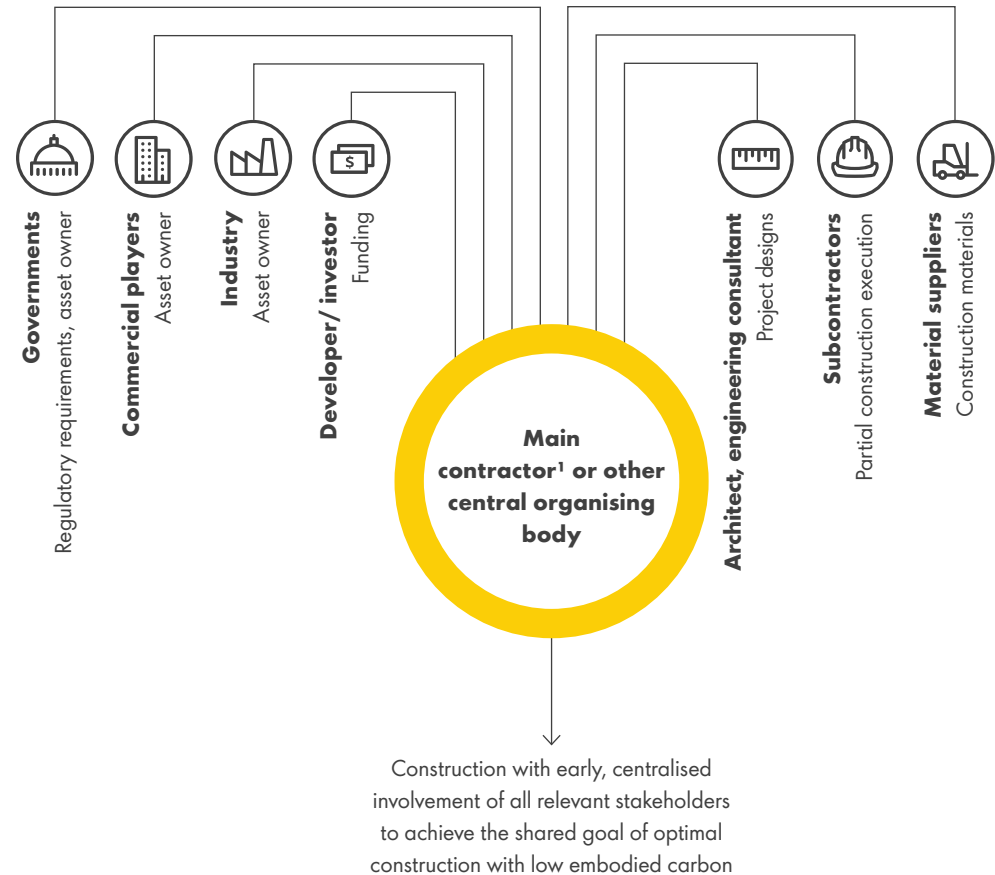 $
Governments
Regulatory requirements, asset owner
Commercial players
Asset owner
Industry
Asset owner
Developer/ investor
Funding
Architect, engineering consultant
Project designs
Subcontractors
Partial construction execution
Material suppliers
Construction materials
Main
contractor¹ or other
central organising
body
Construction with early, centralised
involvement of all relevant stakeholders
to achieve the shared goal of optimal
construction with low embodied carbon